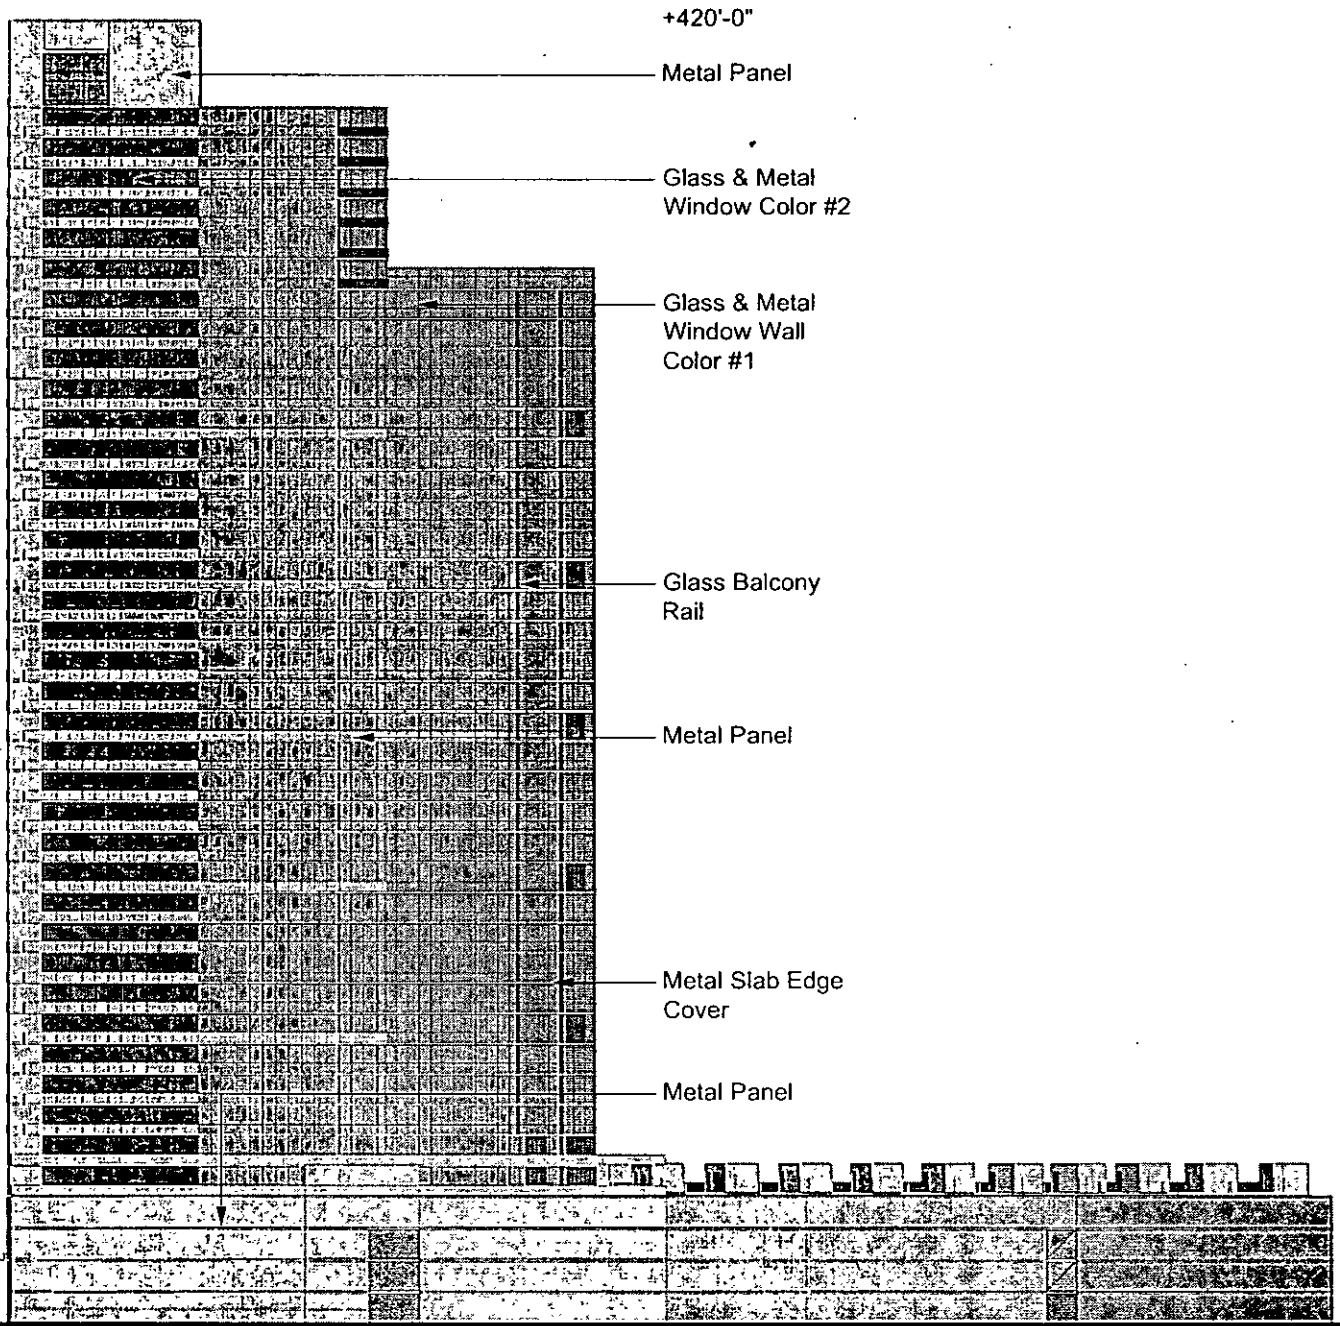 +420'-0"
Metal Panel
Glass & Metal
Window Color #2
Glass & Metal
Window Wall
Color #1
Glass Balcony
Rail
Metal Panel
Metal Slab Edge
Cover
Metal Panel